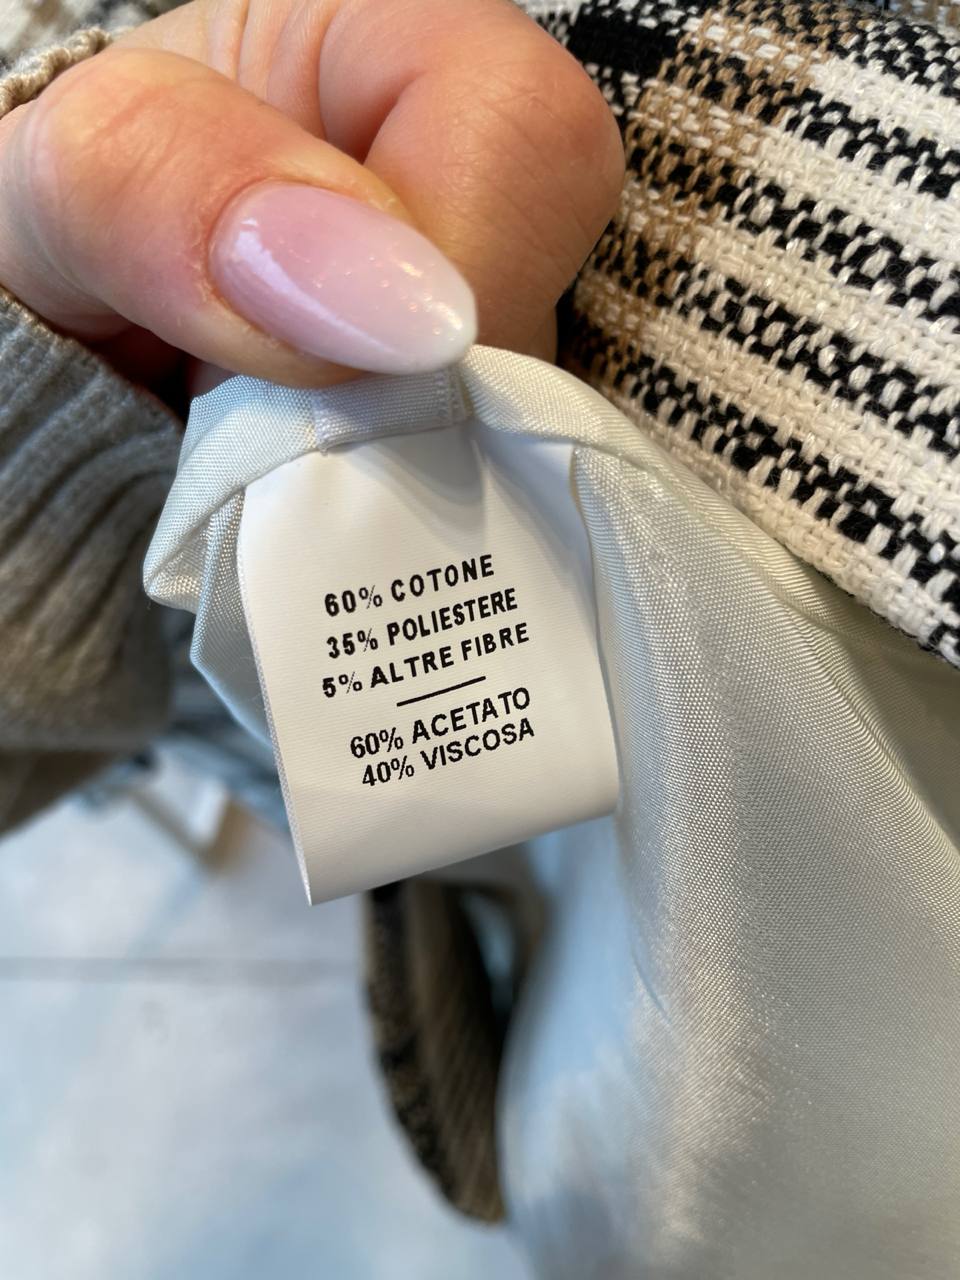 60% COTONE
35% POLIESTERE
5% ALTRE FIBRE
60% ACETATO
40% VISCOSA